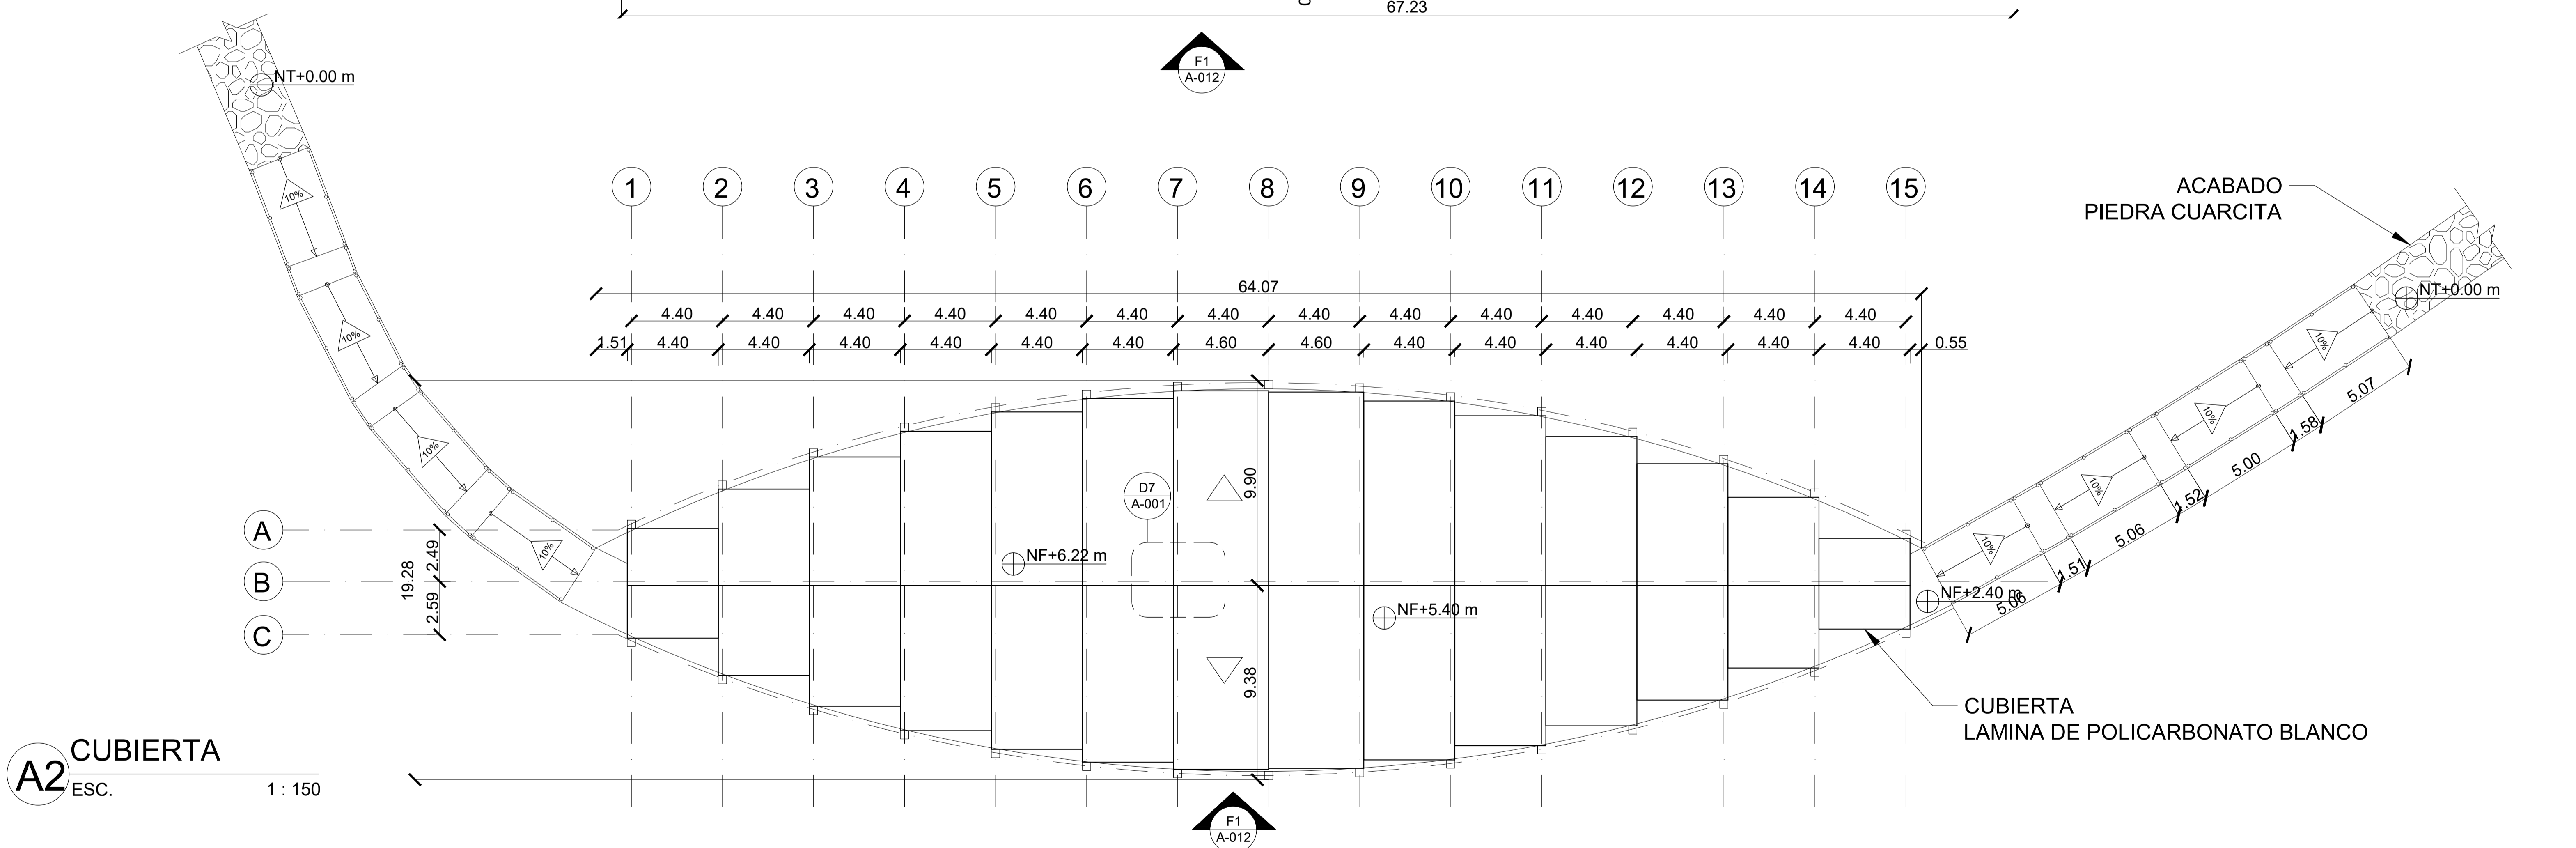 0
67.23
F1
A-012
NT+0.00 m
1 2 3 4 5 6 7 8 9 10 11 12 13 14 15
ACABADO
PIEDRA CUARCITA
NT+0.00 m
64.07
4.40 4.40 4.40 4.40 4.40 4.40 4.40 4.40 4.40 4.40 4.40 4.40 4.40 4.40
1.51 4.40 4.40 4.40 4.40 4.40 4.40 4.60 4.60 4.40 4.40 4.40 4.40 4.40 4.40 0.55
10%
10%
10%
10%
10%
10%
10%
10%
5.07
1.58
5.00
1.52
5.06
1.51
5.06
D7
A-001
9.90
A
B
C
2.49
2.59
19.28
NF+6.22 m
NF+5.40 m
NF+2.40 m
9.38
CUBIERTA
LAMINA DE POLICARBONATO BLANCO
A2
CUBIERTA
ESC. 1 : 150
F1
A-012